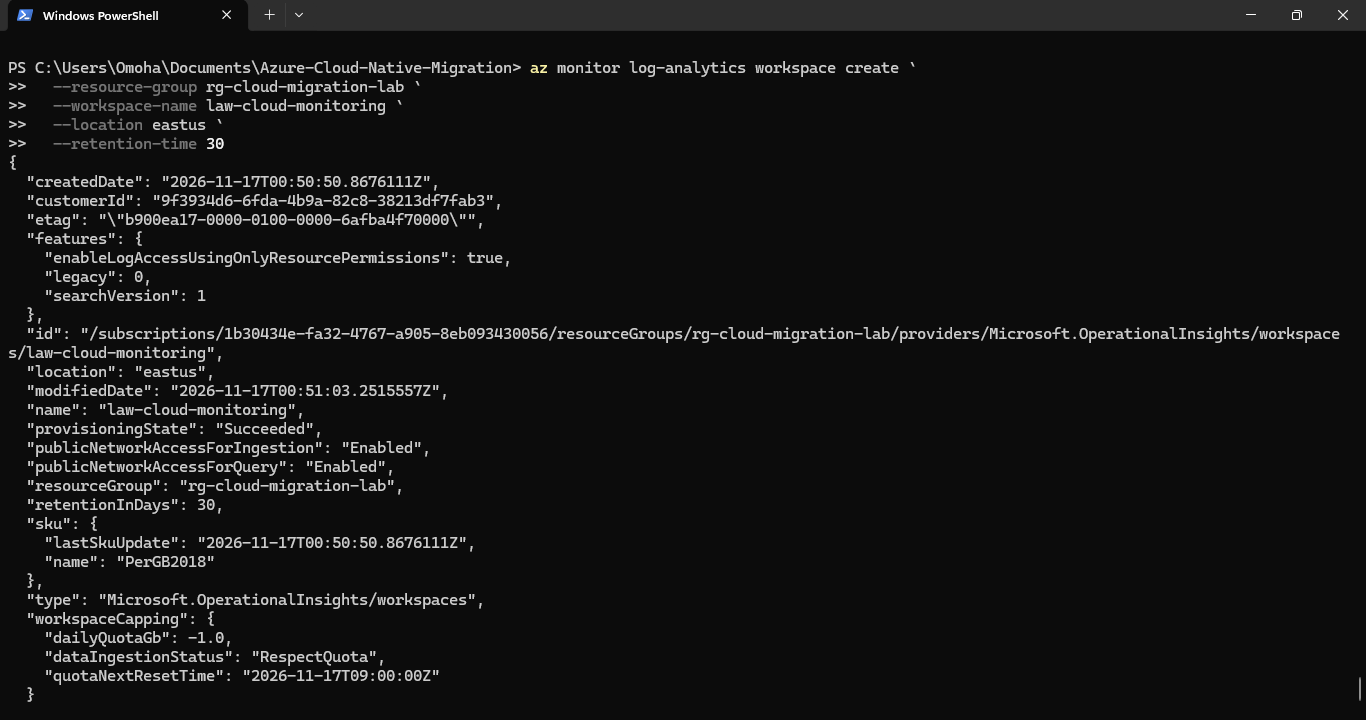 Windows PowerShell
PS C:\Users\Omoha\Documents\Azure-Cloud-Native-Migration> az monitor log-analytics workspace create `
>>   --resource-group rg-cloud-migration-lab `
>>   --workspace-name law-cloud-monitoring `
>>   --location eastus `
>>   --retention-time 30
{
  "createdDate": "2026-11-17T00:50:50.8676111Z",
  "customerId": "9f3934d6-6fda-4b9a-82c8-38213df7fab3",
  "etag": "\"b900ea17-0000-0100-0000-6afba4f70000\"",
  "features": {
    "enableLogAccessUsingOnlyResourcePermissions": true,
    "legacy": 0,
    "searchVersion": 1
  },
  "id": "/subscriptions/1b30434e-fa32-4767-a905-8eb093430056/resourceGroups/rg-cloud-migration-lab/providers/Microsoft.OperationalInsights/workspace
s/law-cloud-monitoring",
  "location": "eastus",
  "modifiedDate": "2026-11-17T00:51:03.2515557Z",
  "name": "law-cloud-monitoring",
  "provisioningState": "Succeeded",
  "publicNetworkAccessForIngestion": "Enabled",
  "publicNetworkAccessForQuery": "Enabled",
  "resourceGroup": "rg-cloud-migration-lab",
  "retentionInDays": 30,
  "sku": {
    "lastSkuUpdate": "2026-11-17T00:50:50.8676111Z",
    "name": "PerGB2018"
  },
  "type": "Microsoft.OperationalInsights/workspaces",
  "workspaceCapping": {
    "dailyQuotaGb": -1.0,
    "dataIngestionStatus": "RespectQuota",
    "quotaNextResetTime": "2026-11-17T09:00:00Z"
  }